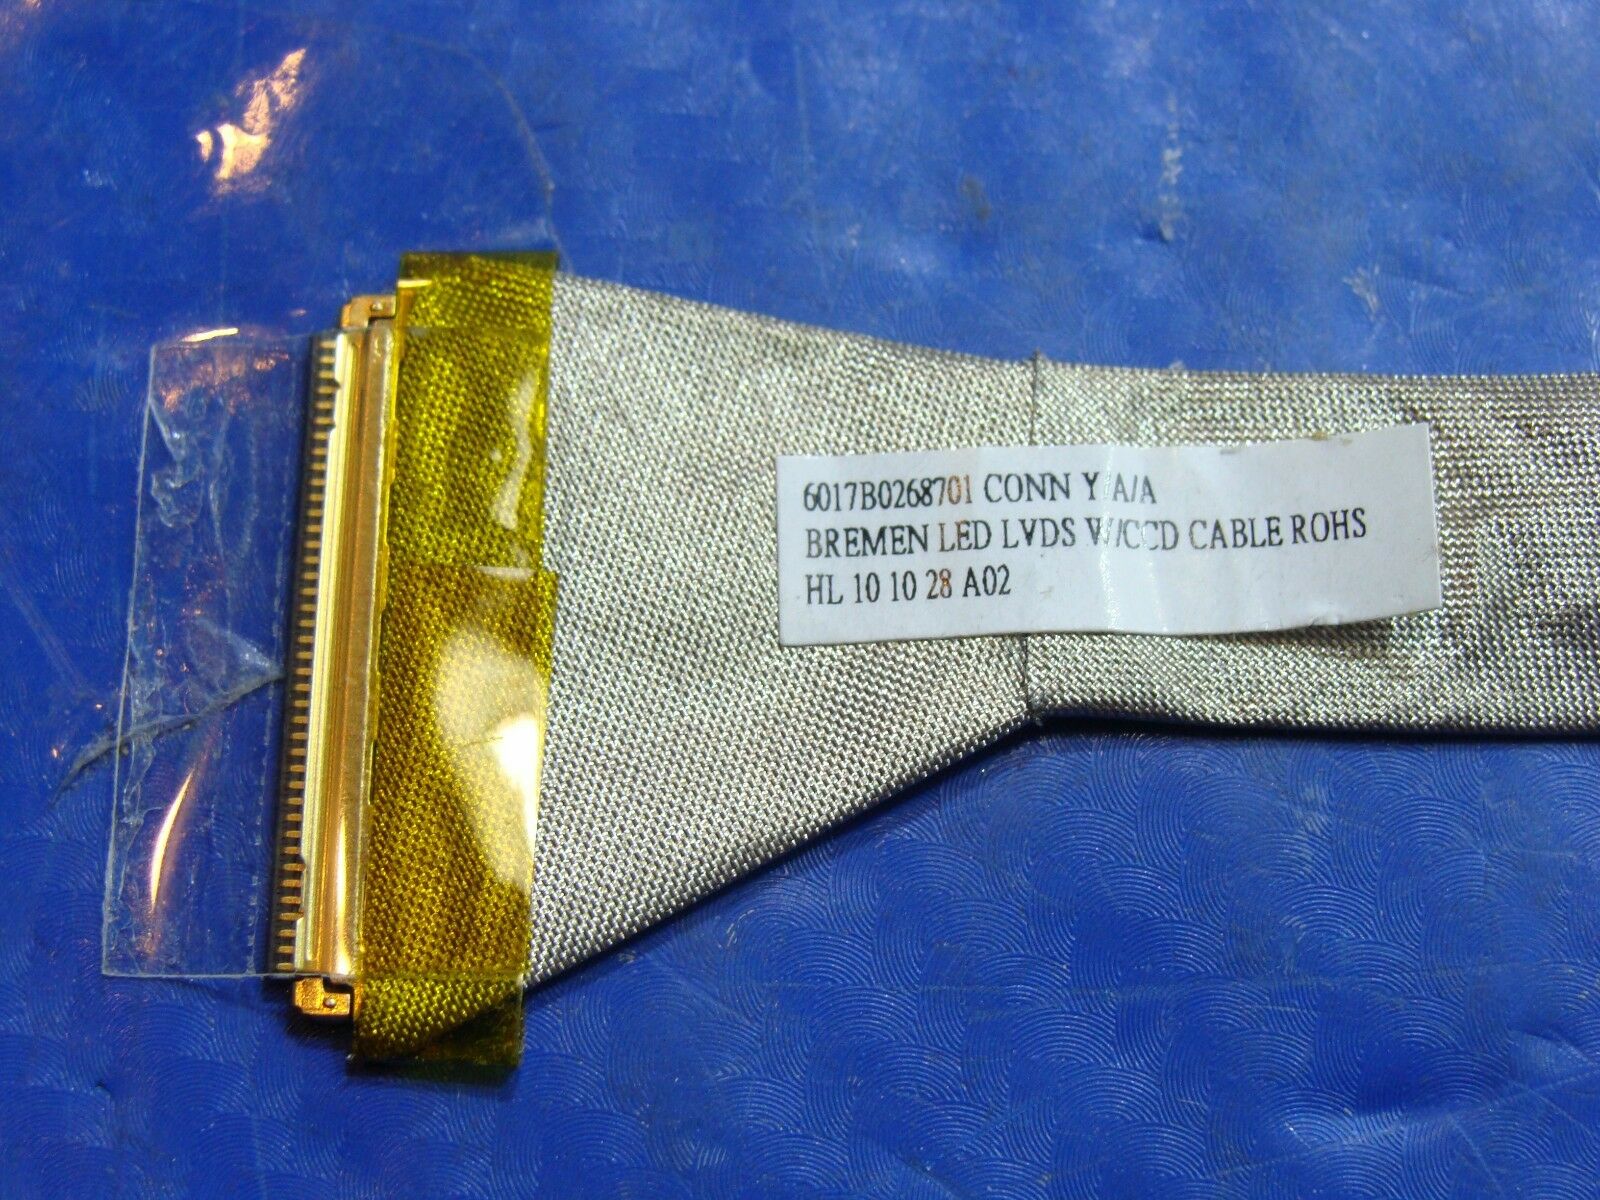 6017B0268701 CONN Y/A/A
BREMEN LED LVDS W/CCD CABLE ROHS
HL 10 10 28 A02